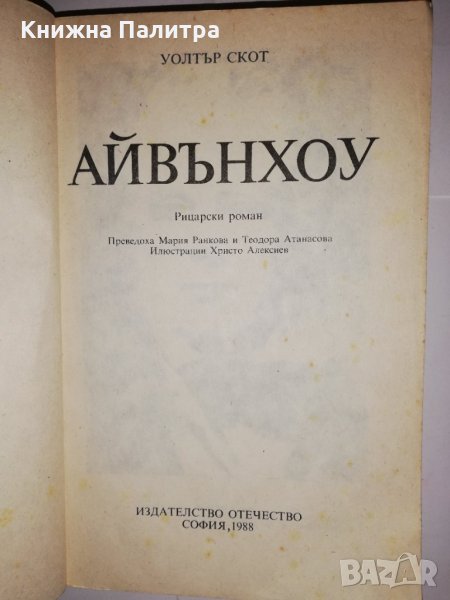 Книжна Палитра
УОЛТЪР СКОТ
АЙВЪНХОУ
Рицарски роман
Преведоха Мария Ранкова и Теодора Атанасова
Илюстрации Христо Алексиев
ИЗДАТЕЛСТВО ОТЕЧЕСТВО
СОФИЯ, 1988
BAZAR